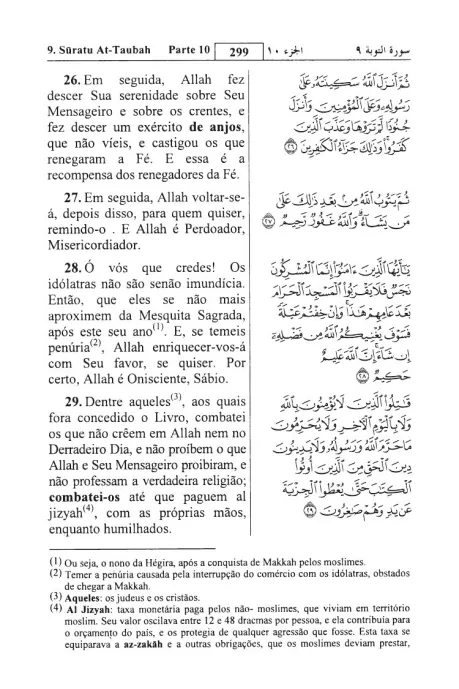 9. Sūratu At-Taubah Parte 10 299 الجزء ١٠ سورة التوبة ٩
26. Em seguida, Allah fez
descer Sua serenidade sobre Seu
Mensageiro e sobre os crentes, e
fez descer um exército de anjos,
que não víeis, e castigou os que
renegaram a Fé. E essa é a
recompensa dos renegadores da Fé.
ثُمَّ أَنزَلَ ٱللَّهُ سَكِينَتَهُۥ عَلَىٰ
رَسُولِهِۦ وَعَلَى ٱلْمُؤْمِنِينَ وَأَنزَلَ
جُنُودًا لَّمْ تَرَوْهَا وَعَذَّبَ ٱلَّذِينَ
كَفَرُوا۟ وَذَٰلِكَ جَزَآءُ ٱلْكَٰفِرِينَ ٢٦
27. Em seguida, Allah voltar-se-
á, depois disso, para quem quiser,
remindo-o . E Allah é Perdoador,
Misericordiador.
ثُمَّ يَتُوبُ ٱللَّهُ مِنۢ بَعْدِ ذَٰلِكَ عَلَىٰ
مَن يَشَآءُ وَٱللَّهُ غَفُورٌ رَّحِيمٌ ٢٧
28. Ó vós que credes! Os
idólatras não são senão imundícia.
Então, que eles se não mais
aproximem da Mesquita Sagrada,
após este seu ano(1). E, se temeis
penúria(2), Allah enriquecer-vos-á
com Seu favor, se quiser. Por
certo, Allah é Onisciente, Sábio.
يَٰٓأَيُّهَا ٱلَّذِينَ ءَامَنُوٓا۟ إِنَّمَا ٱلْمُشْرِكُونَ
نَجَسٌ فَلَا يَقْرَبُوا۟ ٱلْمَسْجِدَ ٱلْحَرَامَ
بَعْدَ عَامِهِمْ هَٰذَا وَإِنْ خِفْتُمْ عَيْلَةً
فَسَوْفَ يُغْنِيكُمُ ٱللَّهُ مِن فَضْلِهِۦٓ
إِن شَآءَ إِنَّ ٱللَّهَ عَلِيمٌ
حَكِيمٌ ٢٨
29. Dentre aqueles(3), aos quais
fora concedido o Livro, combatei
os que não crêem em Allah nem no
Derradeiro Dia, e não proíbem o que
Allah e Seu Mensageiro proibiram, e
não professam a verdadeira religião;
combatei-os até que paguem al
jizyah(4), com as próprias mãos,
enquanto humilhados.
قَٰتِلُوا۟ ٱلَّذِينَ لَا يُؤْمِنُونَ بِٱللَّهِ
وَلَا بِٱلْيَوْمِ ٱلْءَاخِرِ وَلَا يُحَرِّمُونَ
مَا حَرَّمَ ٱللَّهُ وَرَسُولُهُۥ وَلَا يَدِينُونَ
دِينَ ٱلْحَقِّ مِنَ ٱلَّذِينَ أُوتُوا۟
ٱلْكِتَٰبَ حَتَّىٰ يُعْطُوا۟ ٱلْجِزْيَةَ
عَن يَدٍ وَهُمْ صَٰغِرُونَ ٢٩
(1) Ou seja, o nono da Hégira, após a conquista de Makkah pelos moslimes.
(2) Temer a penúria causada pela interrupção do comércio com os idólatras, obstados
de chegar a Makkah.
(3) Aqueles: os judeus e os cristãos.
(4) Al Jizyah: taxa monetária paga pelos não- moslimes, que viviam em território
moslim. Seu valor oscilava entre 12 e 48 dracmas por pessoa, e ela contribuia para
o orçamento do país, e os protegia de qualquer agressão que fosse. Esta taxa se
equiparava a az-zakāh e a outras obrigações, que os moslimes deviam prestar,